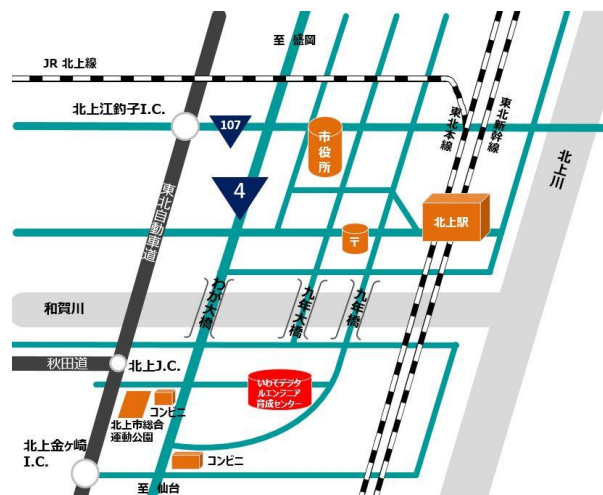 至 盛岡
JR 北上線
北上江釣子I.C.
107
市
役
所
東北本線
東北新幹線
北上川
4
東北自動車道
北上駅
〒
わが大橋
九年大橋
九年橋
和賀川
秋田道
北上J.C.
いわてデジタ
ルエンジニア
育成センター
コンビニ
北上市総合
運動公園
北上金ヶ崎
I.C.
コンビニ
至 仙台